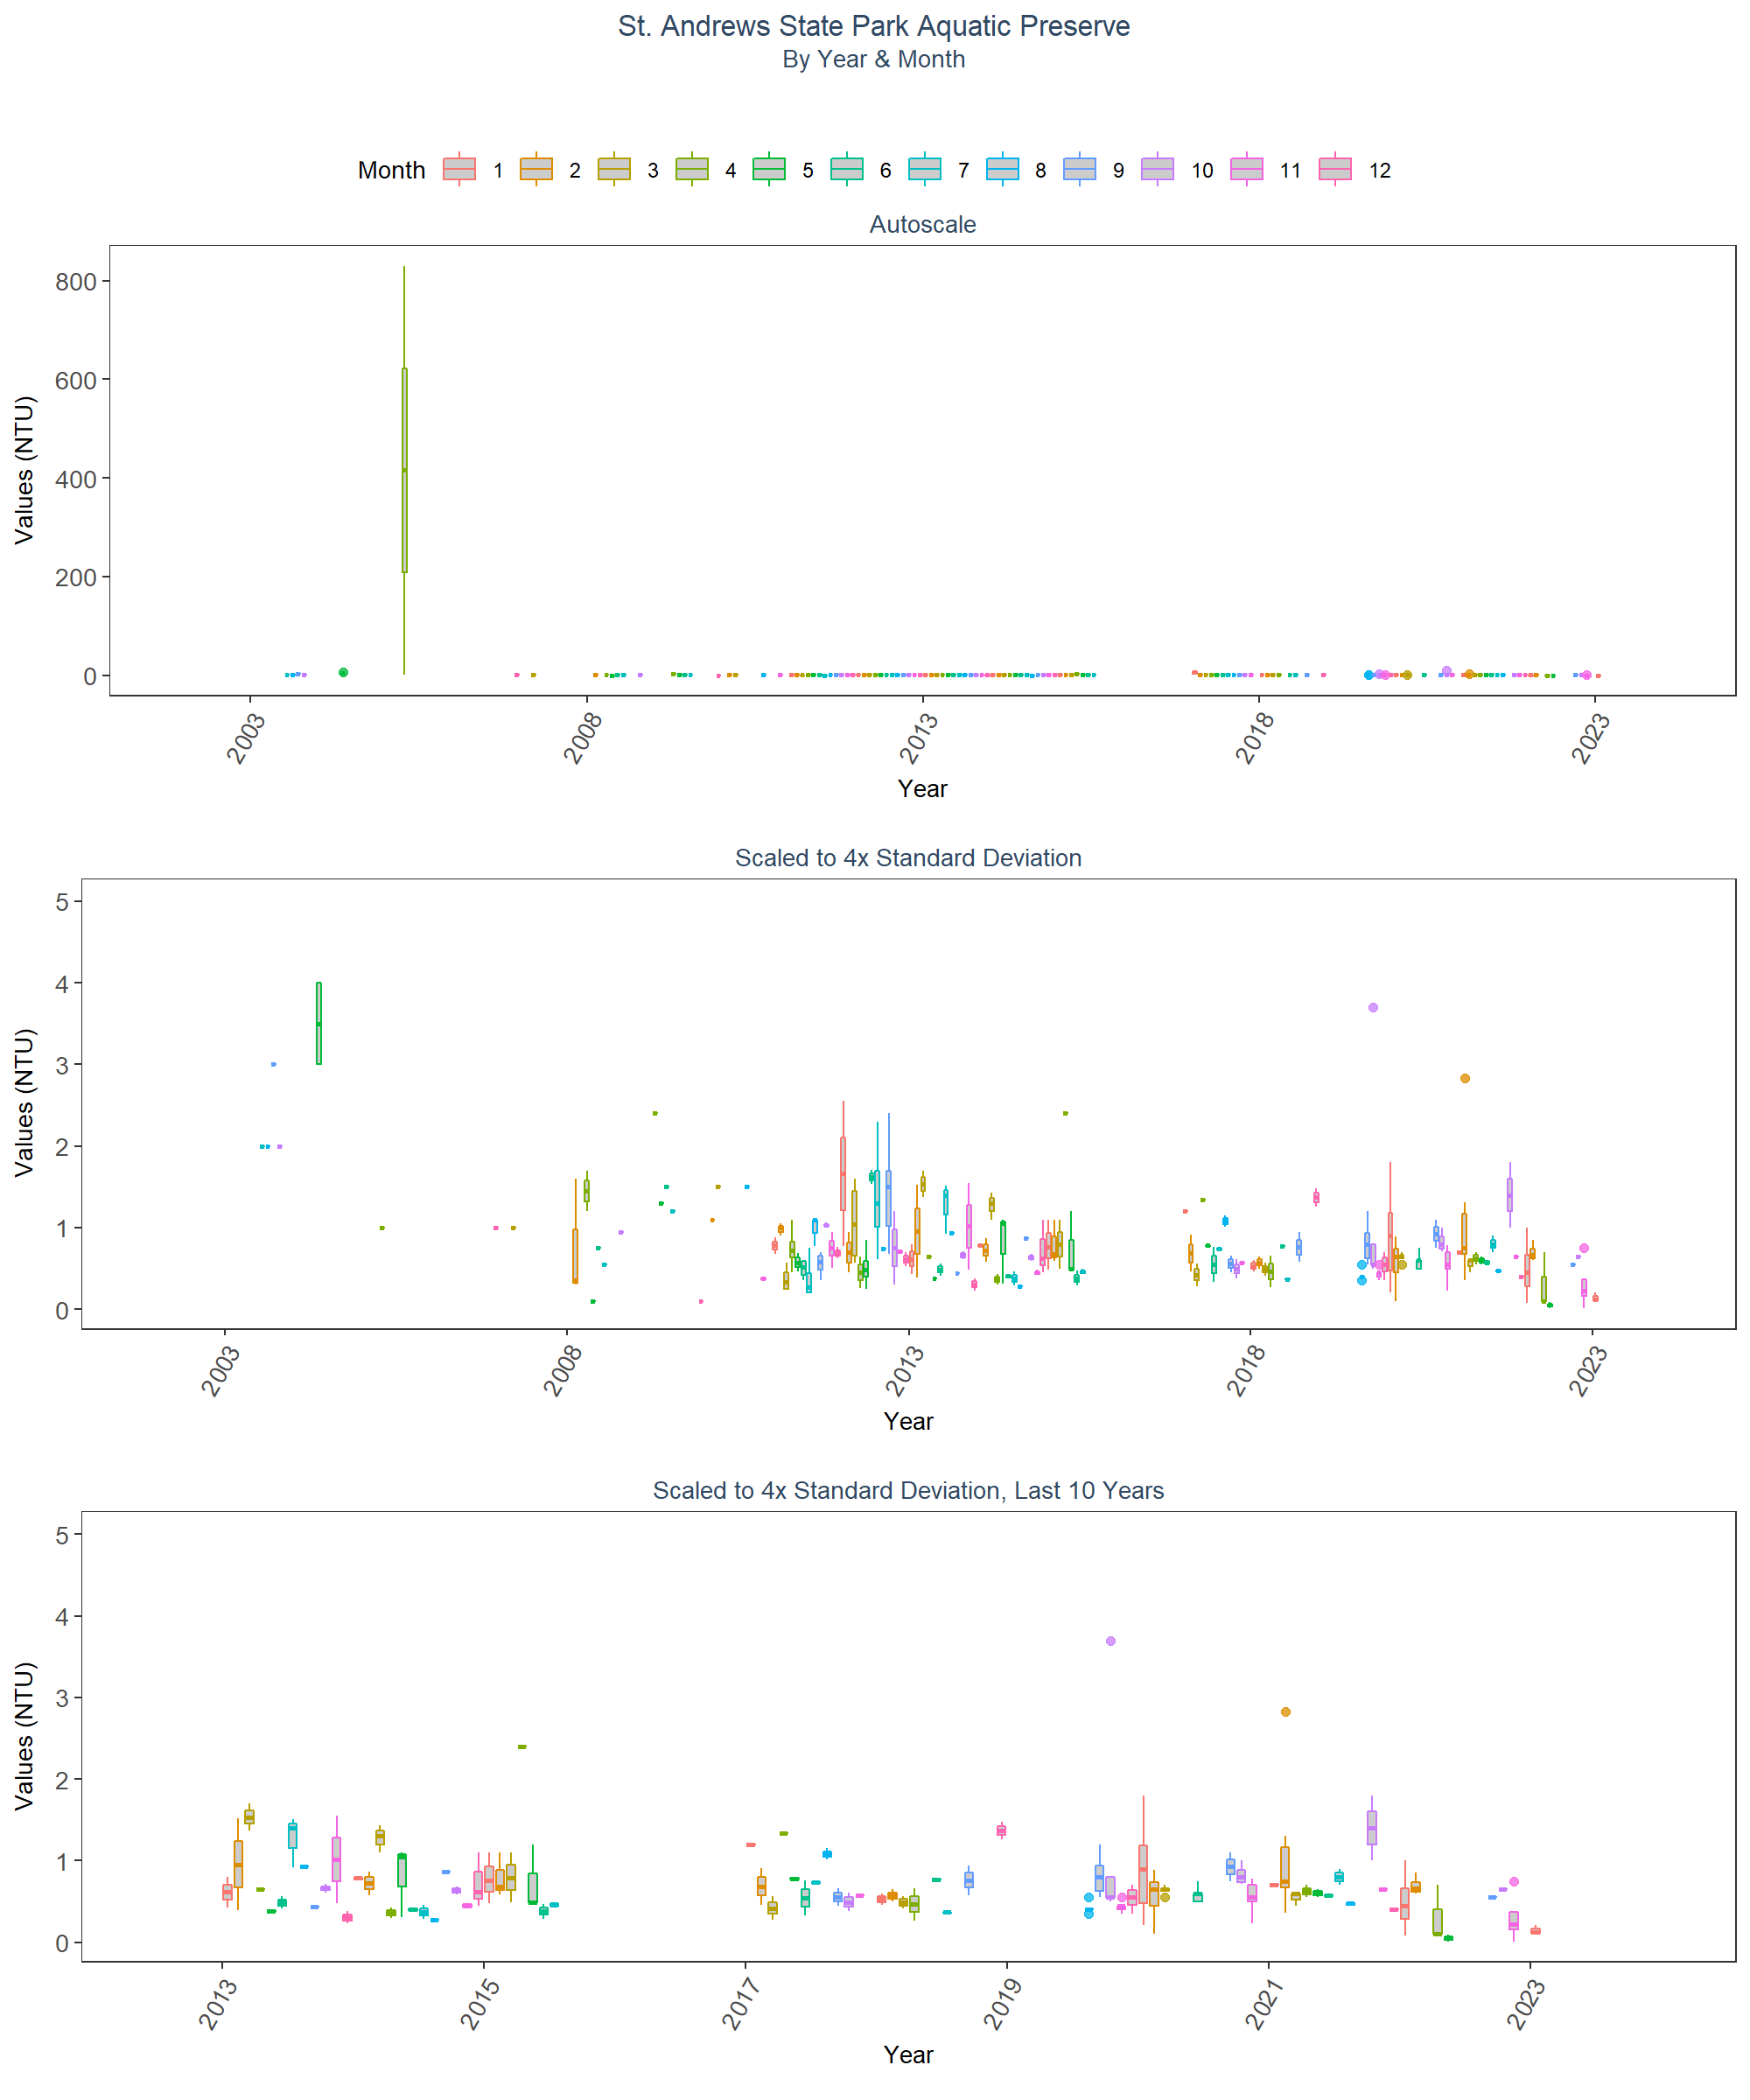 St. Andrews State Park Aquatic Preserve
By Year & Month
Month 1 2 3 4 5 6 7 8 9 10 11 12
Autoscale
Values (NTU)
800
600
400
200
0
2003 2008 2013 2018 2023
Year
Scaled to 4x Standard Deviation
Values (NTU)
5
4
3
2
1
0
2003 2008 2013 2018 2023
Year
Scaled to 4x Standard Deviation, Last 10 Years
Values (NTU)
5
4
3
2
1
0
2013 2015 2017 2019 2021 2023
Year